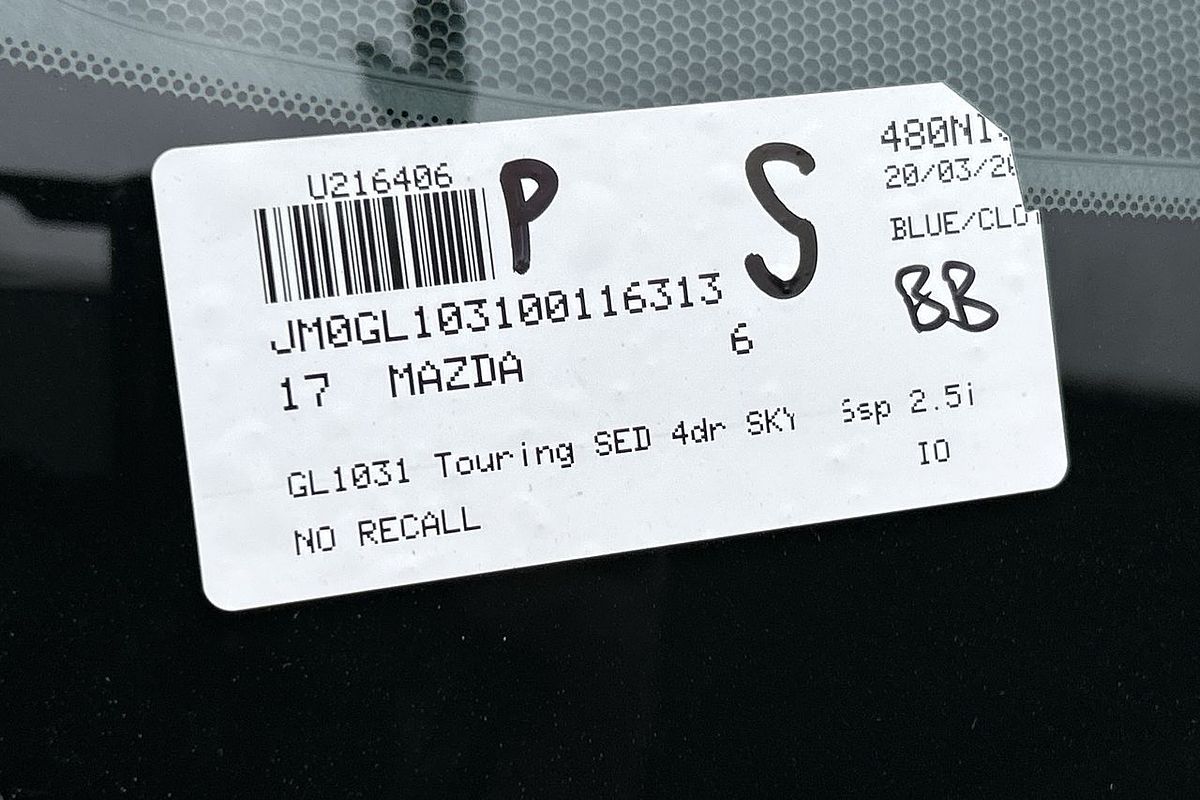 U216406
P
S
480N1
20/03/2
BLUE/CLO
BB
JM0GL103100116313
17 MAZDA 6
GL1031 Touring SED 4dr SKY 6sp 2.5i
IO
NO RECALL